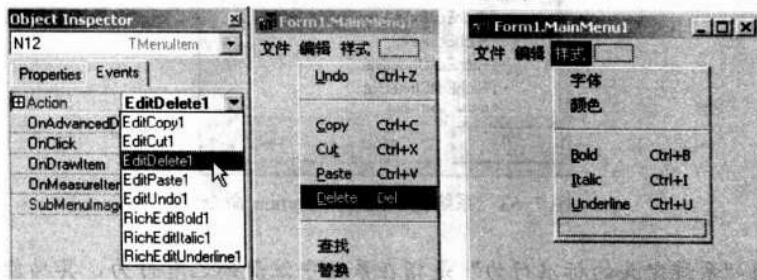 Object Inspector
N12 TMenuItem
Properties Events
Action EditDelete1
OnAdvancedD EditCopy1
OnClick EditCut1
OnDrawItem EditDelete1
OnMeasureIter EditPaste1
SubMenuImag EditUndo1
RichEditBold1
RichEditItalic1
RichEditUnderline1
Form1.MainMenu1
文件 编辑 样式
Undo Ctrl+Z
Copy Ctrl+C
Cut Ctrl+X
Paste Ctrl+V
Delete Del
查找
替换
Form1.MainMenu1
文件 编辑 样式
字体
颜色
Bold Ctrl+B
Italic Ctrl+I
Underline Ctrl+U